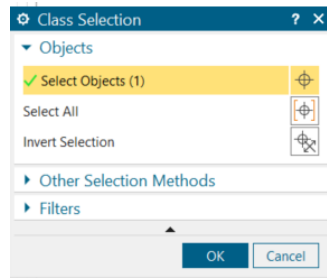 Class Selection ? X
Objects
Select Objects (1)
Select All
Invert Selection
Other Selection Methods
Filters
OK Cancel